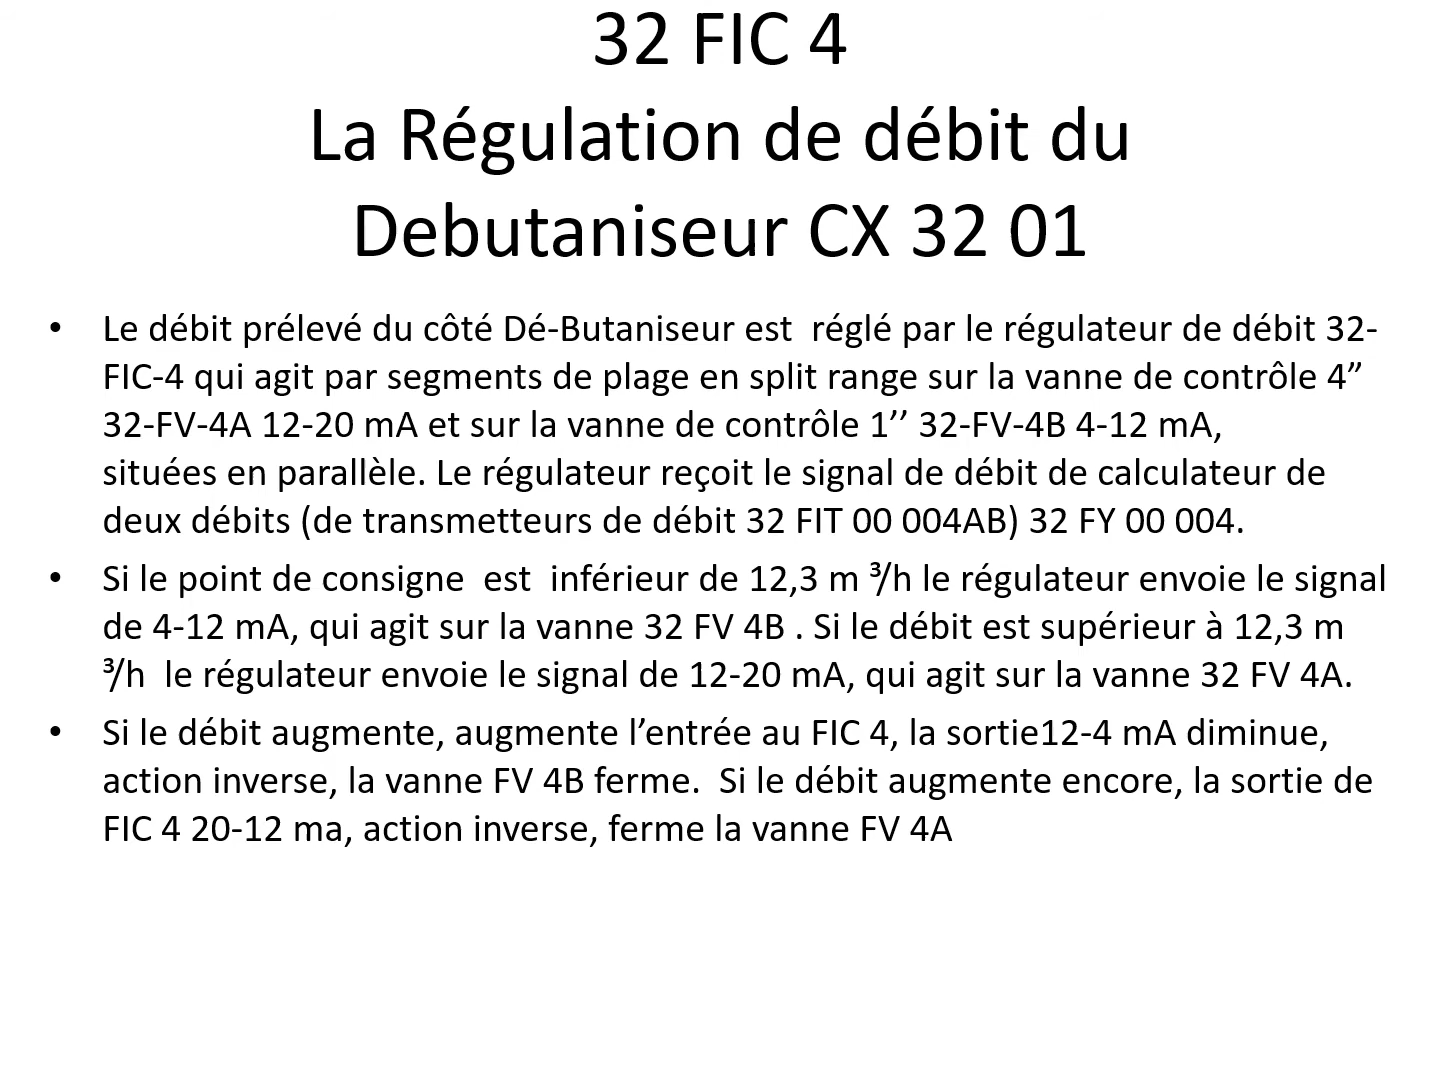 32 FIC 4
La Régulation de débit du
Debutaniseur CX 32 01
• Le débit prélevé du côté Dé-Butaniseur est  réglé par le régulateur de débit 32-
FIC-4 qui agit par segments de plage en split range sur la vanne de contrôle 4”
32-FV-4A 12-20 mA et sur la vanne de contrôle 1’’ 32-FV-4B 4-12 mA,
situées en parallèle. Le régulateur reçoit le signal de débit de calculateur de
deux débits (de transmetteurs de débit 32 FIT 00 004AB) 32 FY 00 004.
• Si le point de consigne  est  inférieur de 12,3 m ³/h le régulateur envoie le signal
de 4-12 mA, qui agit sur la vanne 32 FV 4B . Si le débit est supérieur à 12,3 m
³/h  le régulateur envoie le signal de 12-20 mA, qui agit sur la vanne 32 FV 4A.
• Si le débit augmente, augmente l’entrée au FIC 4, la sortie12-4 mA diminue,
action inverse, la vanne FV 4B ferme.  Si le débit augmente encore, la sortie de
FIC 4 20-12 ma, action inverse, ferme la vanne FV 4A